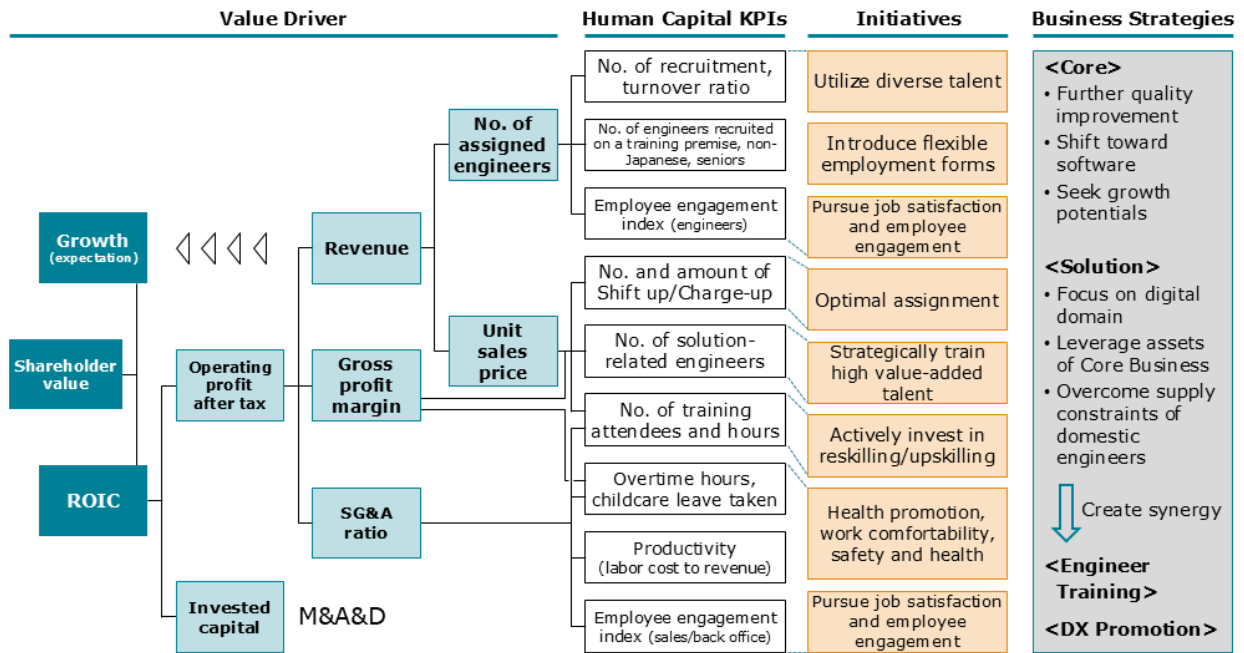 Value Driver
Human Capital KPIs
Initiatives
Business Strategies
Shareholder
value
Growth
(expectation)
ROIC
Operating
profit
after tax
Invested
capital
M&A&D
Revenue
Gross
profit
margin
SG&A
ratio
No. of
assigned
engineers
Unit
sales
price
No. of recruitment,
turnover ratio
No. of engineers recruited
on a training premise, non-
Japanese, seniors
Employee engagement
index (engineers)
No. and amount of
Shift up/Charge-up
No. of solution-
related engineers
No. of training
attendees and hours
Overtime hours,
childcare leave taken
Productivity
(labor cost to revenue)
Employee engagement
index (sales/back office)
Utilize diverse talent
Introduce flexible
employment forms
Pursue job satisfaction
and employee
engagement
Optimal assignment
Strategically train
high value-added
talent
Actively invest in
reskilling/upskilling
Health promotion,
work comfortability,
safety and health
Pursue job satisfaction
and employee
engagement
<Core>
• Further quality
improvement
• Shift toward
software
• Seek growth
potentials
<Solution>
• Focus on digital
domain
• Leverage assets
of Core Business
• Overcome supply
constraints of
domestic
engineers
Create synergy
<Engineer
Training>
<DX Promotion>